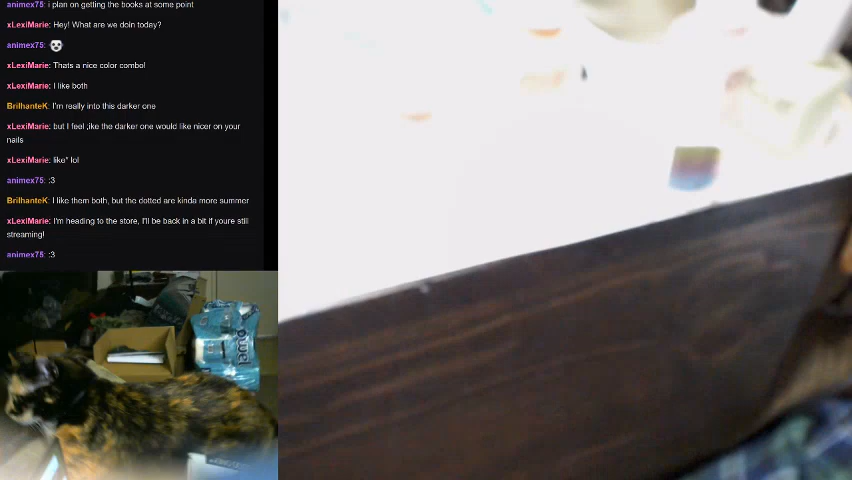 animex75: i plan on getting the books at some point
xLexiMarie: Hey! What are we doin today?
animex75:
xLexiMarie: Thats a nice color combo!
xLexiMarie: I like both
BrilhanteK: I'm really into this darker one
xLexiMarie: but I feel ;ike the darker one would like nicer on your
nails
xLexiMarie: like* lol
animex75: :3
BrilhanteK: I like them both, but the dotted are kinda more summer
xLexiMarie: I'm heading to the store, I'll be back in a bit if youre still
streaming!
animex75: :3